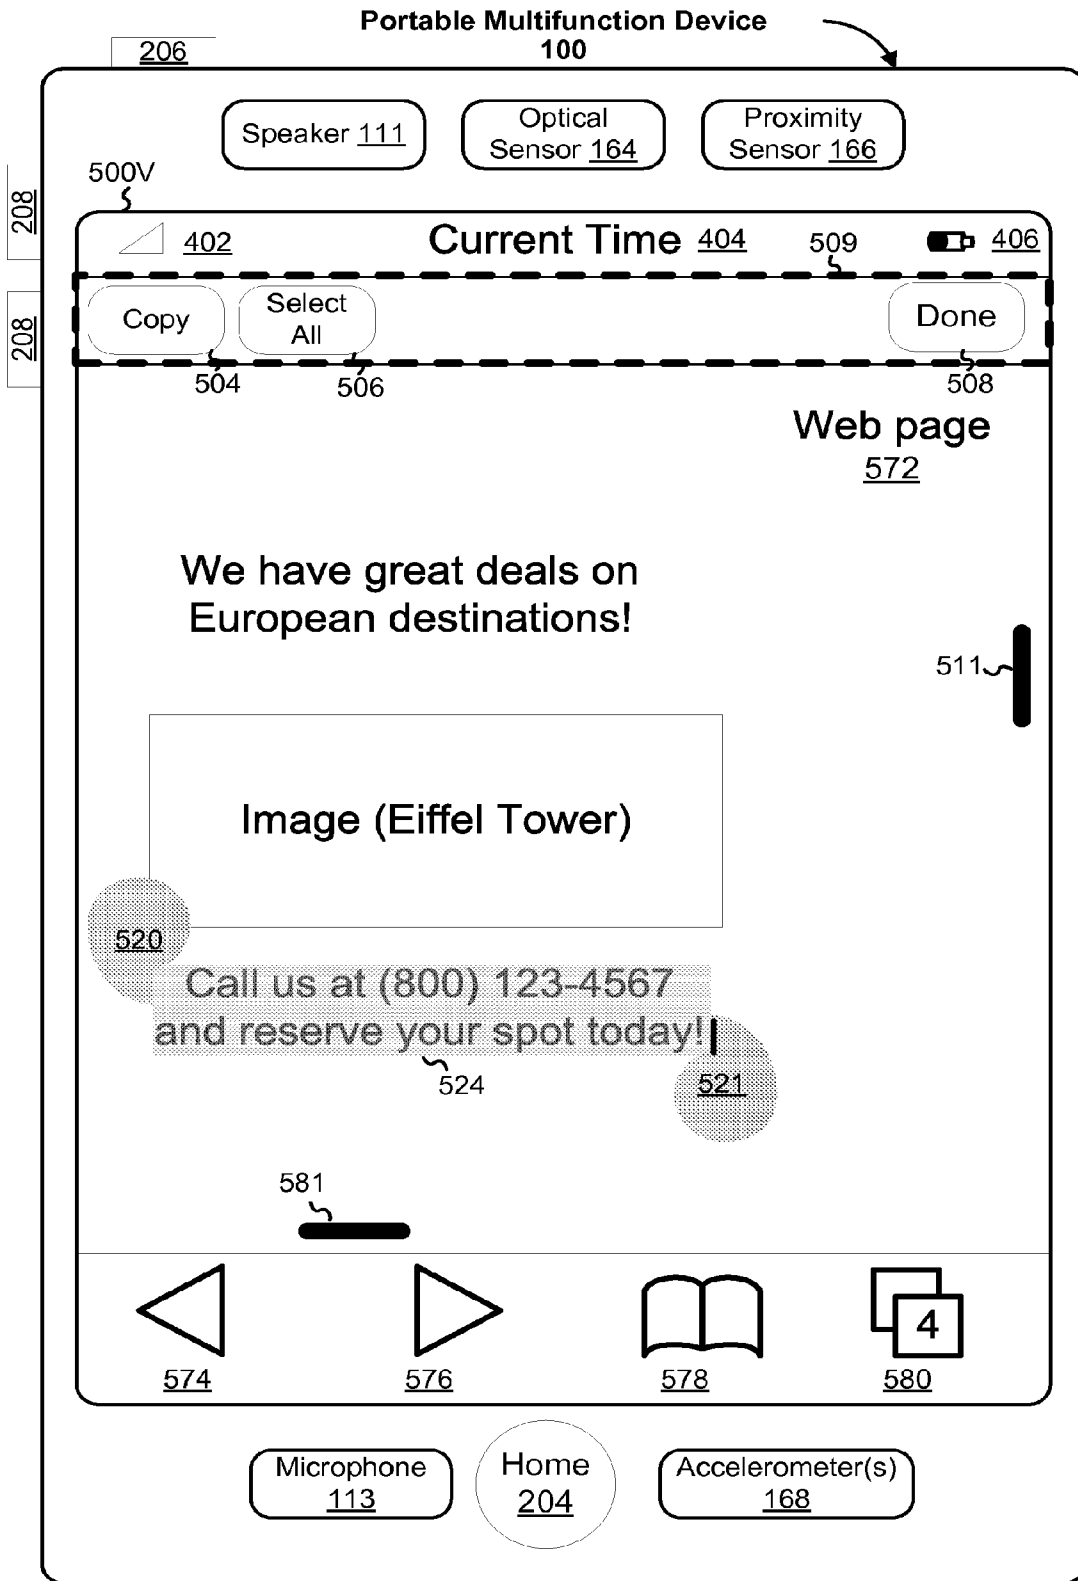 Portable Multifunction Device
100
206
Speaker 111
Optical
Sensor 164
Proximity
Sensor 166
500V
208
402
Current Time 404
509
406
Copy
Select
All
Done
208
504
506
508
Web page
572
We have great deals on
European destinations!
511
Image (Eiffel Tower)
520
Call us at (800) 123-4567
and reserve your spot today!
524
521
581
4
574
576
578
580
Microphone
113
Home
204
Accelerometer(s)
168